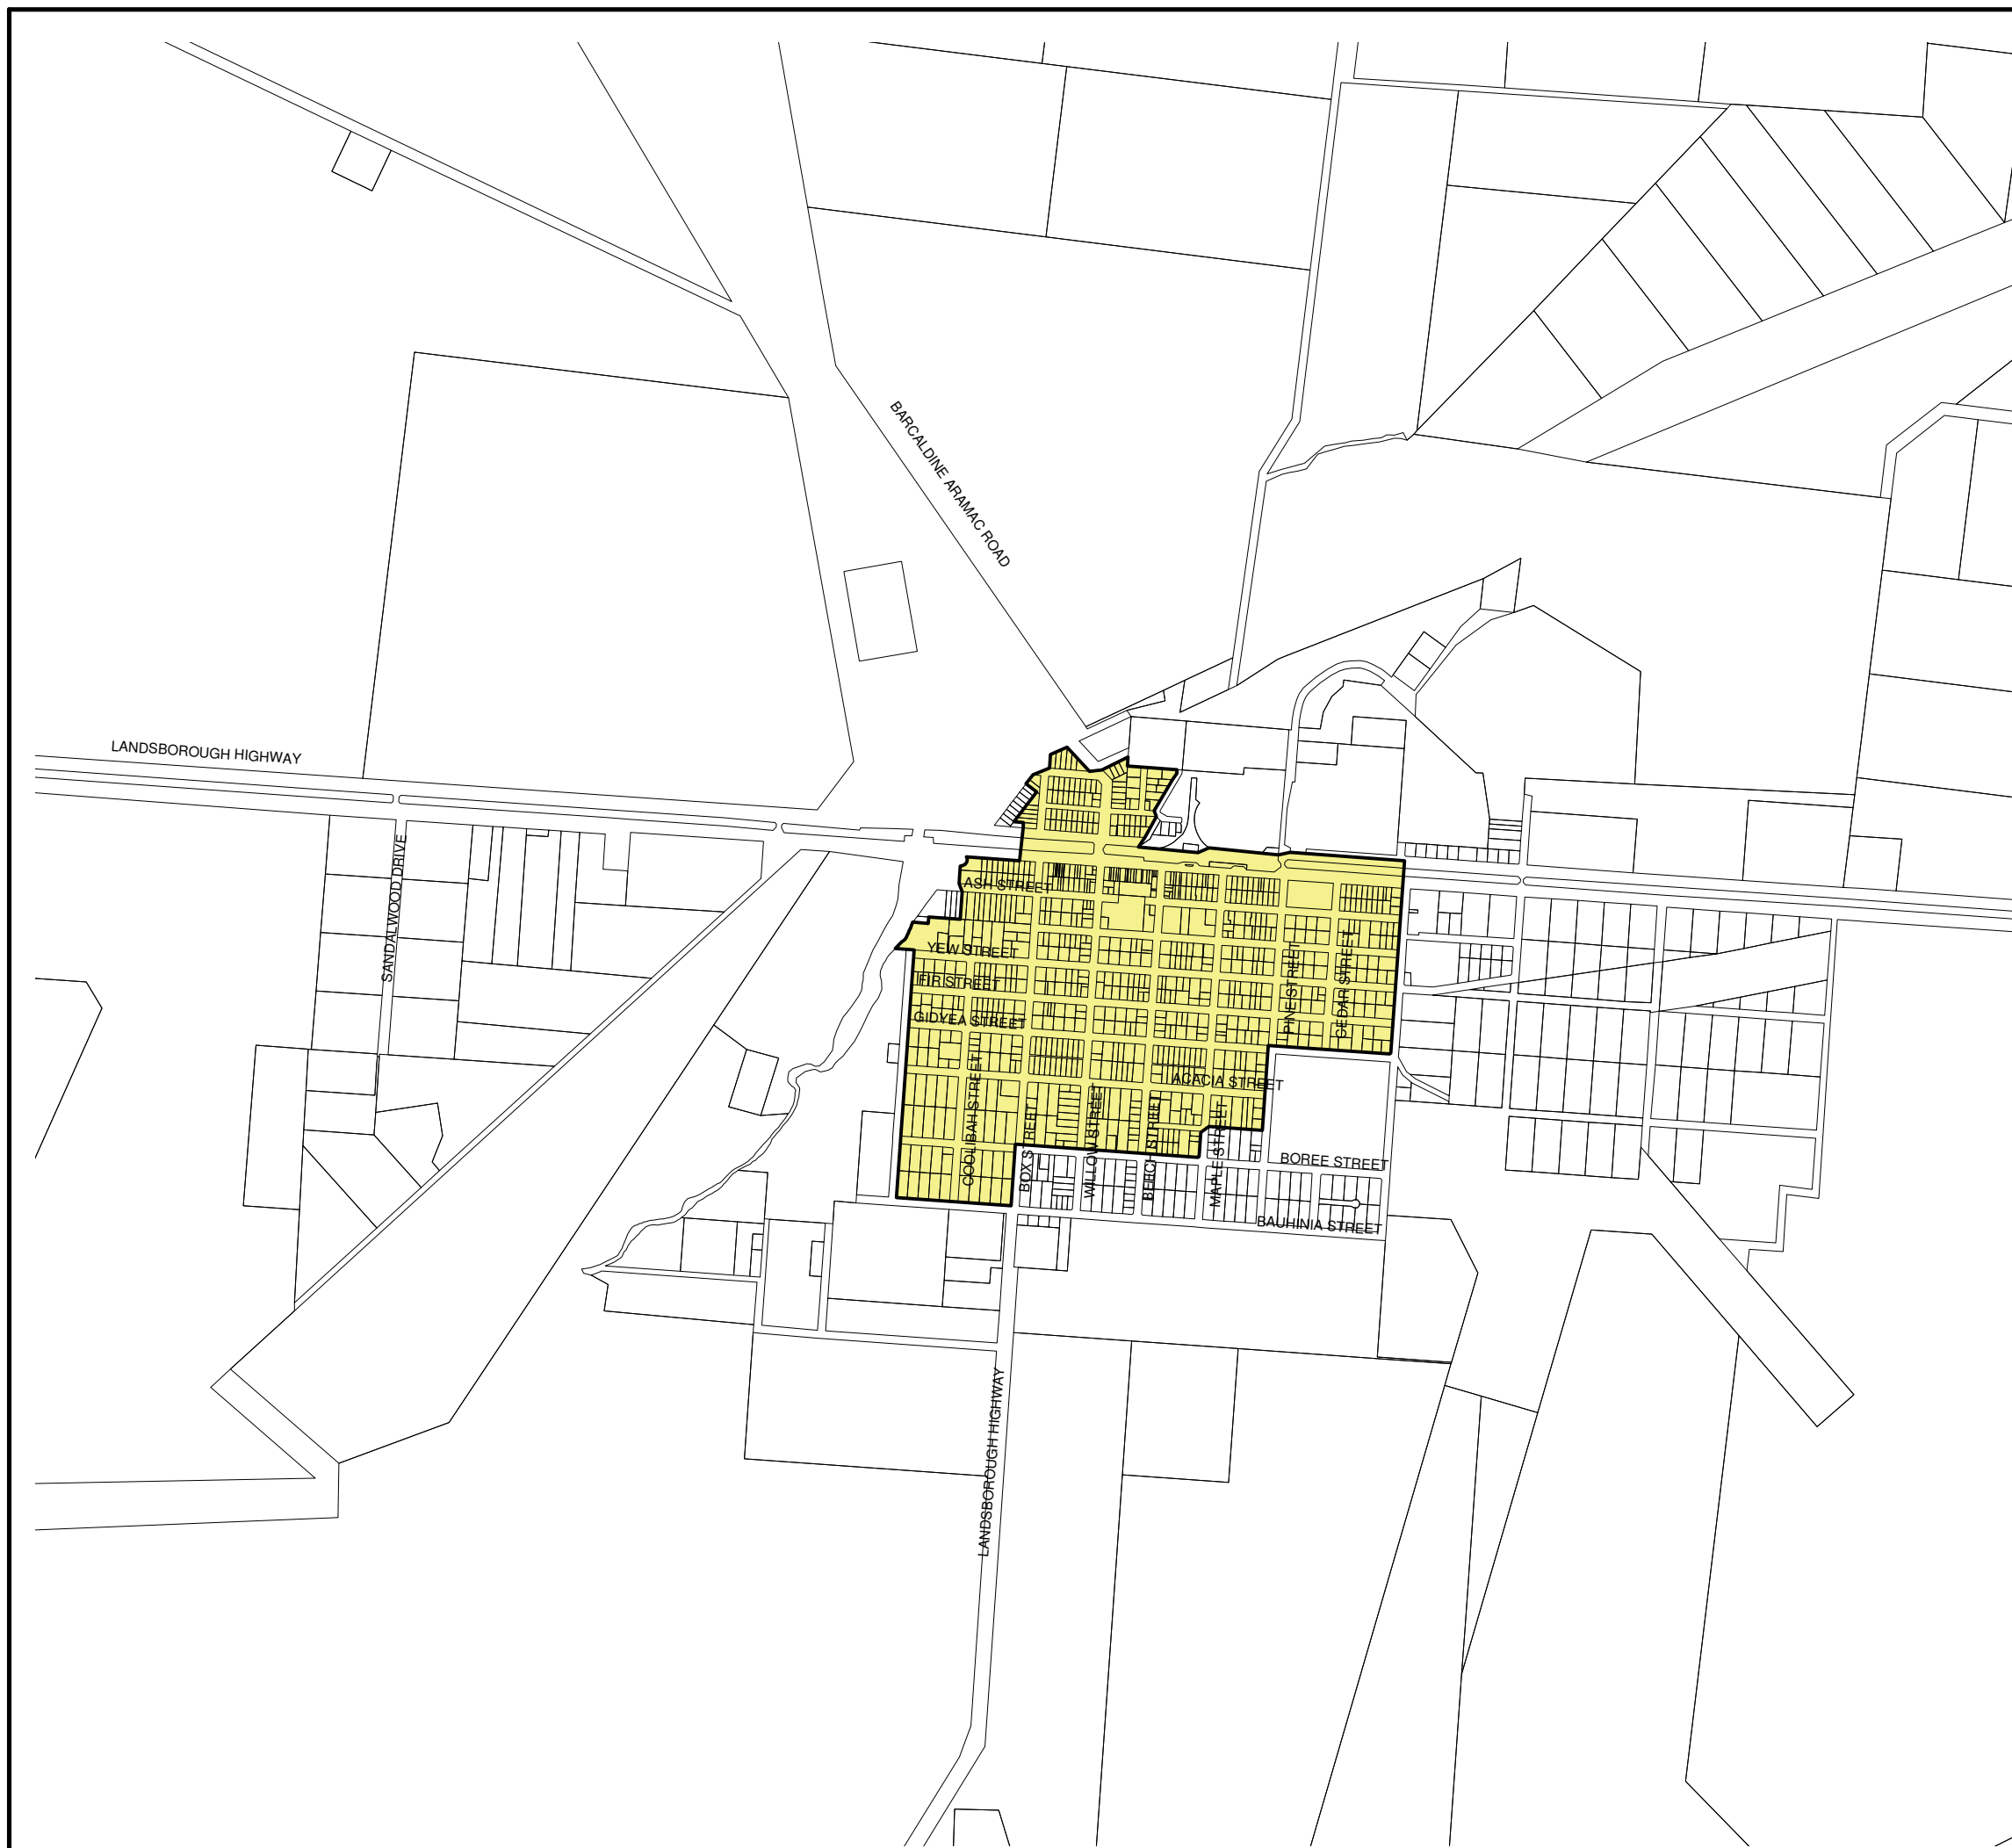 BARCALDINE ARAMAC ROAD
LANDSBOROUGH HIGHWAY
SANDALWOOD DRIVE
ASH STREET
YEW STREET
FIR STREET
GIDYEA STREET
PINE STREET
CEDAR STREET
ACACIA STREET
COOLIBAH STREET
BOX STREET
WILLOW STREET
BEECH STREET
MAPLE STREET
BOREE STREET
BAUHINIA STREET
LANDSBOROUGH HIGHWAY